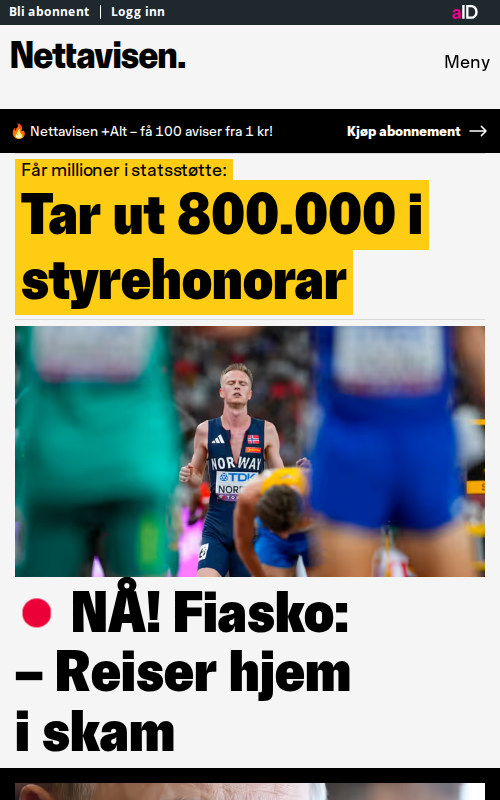 Bli abonnent | Logg inn
aID
Nettavisen.
Meny
🔥 Nettavisen +Alt – få 100 aviser fra 1 kr!
Kjøp abonnement →
Får millioner i statsstøtte:
Tar ut 800.000 i
styrehonorar
NORWAY
TDK
NÅ! Fiasko:
– Reiser hjem
i skam